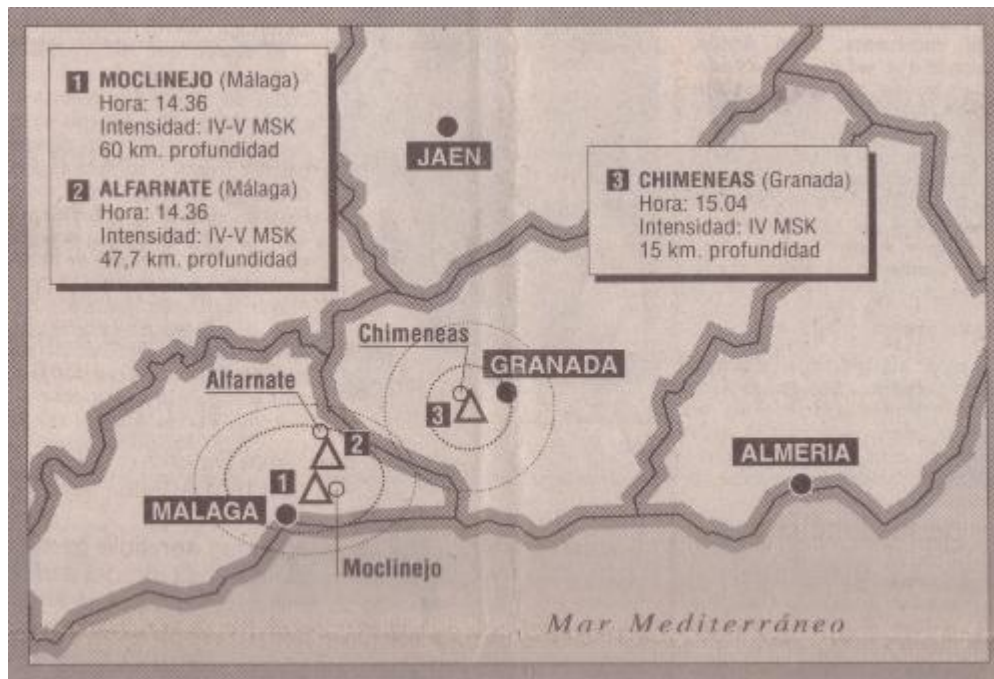 1 MOCLINEJO (Málaga)
Hora: 14.36
Intensidad: IV-V MSK
60 km. profundidad
2 ALFARNATE (Málaga)
Hora: 14.36
Intensidad: IV-V MSK
47,7 km. profundidad
JAEN
3 CHIMENEAS (Granada)
Hora: 15.04
Intensidad: IV MSK
15 km. profundidad
Chimeneas
GRANADA
Alfarnate
3
2
1
ALMERIA
MALAGA
Moclinejo
Mar Mediterráneo